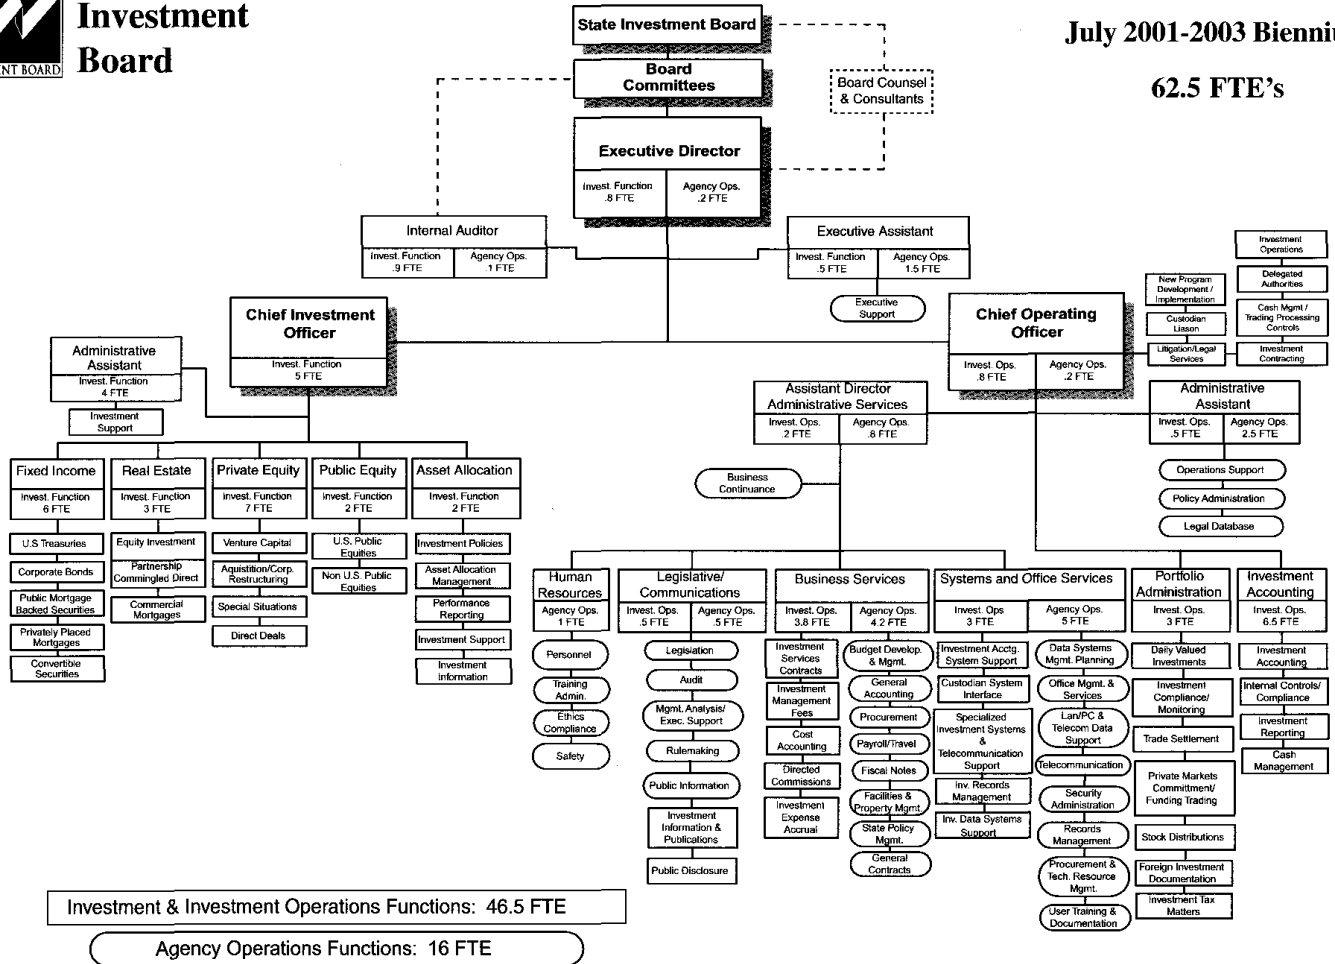 Investment
Board
ENT BOARD
July 2001-2003 Bienniu
62.5 FTE's
State Investment Board
Board
Committees
Board Counsel
& Consultants
Executive Director
Invest. Function
.8 FTE
Agency Ops.
.2 FTE
Internal Auditor
Invest. Function
.9 FTE
Agency Ops.
.1 FTE
Executive Assistant
Invest. Function
.5 FTE
Agency Ops.
1.5 FTE
Executive
Support
Chief Investment
Officer
Invest. Function
5 FTE
Chief Operating
Officer
Invest. Ops.
.8 FTE
Agency Ops.
.2 FTE
New Program
Development /
Implementation
Custodian
Liason
Litigation/Legal
Services
Investment
Operations
Delegated
Authorities
Cash Mgmt /
Trading Processing
Controls
Investment
Contracting
Administrative
Assistant
Invest. Function
4 FTE
Investment
Support
Assistant Director
Administrative Services
Invest. Ops.
.2 FTE
Agency Ops.
.8 FTE
Administrative
Assistant
Invest. Ops.
.5 FTE
Agency Ops.
2.5 FTE
Operations Support
Policy Administration
Legal Database
Business
Continuance
Fixed Income
Invest. Function
6 FTE
U.S Treasuries
Corporate Bonds
Public Mortgage
Backed Securities
Privately Placed
Mortgages
Convertible
Securities
Real Estate
Invest. Function
3 FTE
Equity Investment
Partnership
Commingled Direct
Commercial
Mortgages
Private Equity
Invest. Function
7 FTE
Venture Capital
Aquistition/Corp.
Restructuring
Special Situations
Direct Deals
Public Equity
Invest. Function
2 FTE
U.S. Public
Equities
Non U.S. Public
Equities
Asset Allocation
Invest. Function
2 FTE
Investment Policies
Asset Allocation
Management
Performance
Reporting
Investment Support
Investment
Information
Human
Resources
Agency Ops.
1 FTE
Personnel
Training
Admin.
Ethics
Compliance
Safety
Legislative/
Communications
Invest. Ops.
.5 FTE
Agency Ops.
.5 FTE
Legislation
Audit
Mgmt. Analysis/
Exec. Support
Rulemaking
Public Information
Investment
Information &
Publications
Public Disclosure
Business Services
Invest. Ops.
3.8 FTE
Agency Ops.
4.2 FTE
Investment
Services
Contracts
Investment
Management
Fees
Cost
Accounting
Directed
Commissions
Investment
Expense
Accrual
Budget Develop.
& Mgmt.
General
Accounting
Procurement
Payroll/Travel
Fiscal Notes
Facilities &
Property Mgmt.
State Policy
Mgmt.
General
Contracts
Systems and Office Services
Invest. Ops
3 FTE
Agency Ops.
5 FTE
Investment Acctg.
System Support
Custodian System
Interface
Specialized
Investment Systems
&
Telecommunication
Support
Inv. Records
Management
Inv. Data Systems
Support
Data Systems
Mgmt. Planning
Office Mgmt. &
Services
Lan/PC &
Telecom Data
Support
Telecommunication
Security
Administration
Records
Management
Procurement &
Tech. Resource
Mgmt.
User Training &
Documentation
Portfolio
Administration
Invest. Ops.
3 FTE
Daily Valued
Investments
Investment
Compliance/
Monitoring
Trade Settlement
Private Markets
Commitment/
Funding Trading
Stock Distributions
Foreign Investment
Documentation
Investment Tax
Matters
Investment
Accounting
Invest. Ops.
6.5 FTE
Investment
Accounting
Internal Controls/
Compliance
Investment
Reporting
Cash
Management
Investment & Investment Operations Functions: 46.5 FTE
Agency Operations Functions: 16 FTE